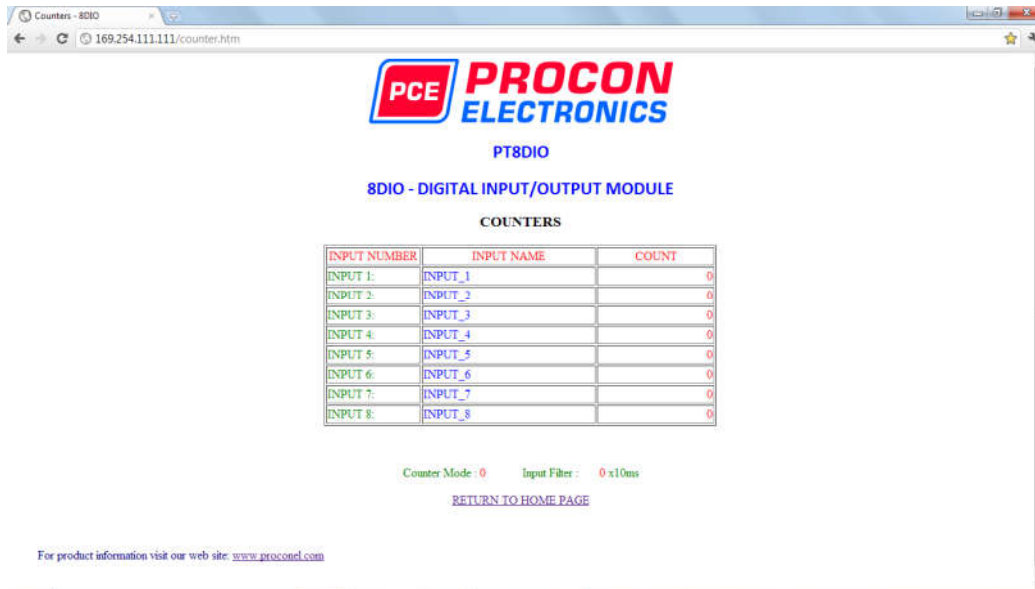 Counters - 8DIO
169.254.111.111/counter.htm
PCE PROCON
ELECTRONICS
PT8DIO
8DIO - DIGITAL INPUT/OUTPUT MODULE
COUNTERS
INPUT NUMBER INPUT NAME COUNT
INPUT 1: INPUT_1 0
INPUT 2: INPUT_2 0
INPUT 3: INPUT_3 0
INPUT 4: INPUT_4 0
INPUT 5: INPUT_5 0
INPUT 6: INPUT_6 0
INPUT 7: INPUT_7 0
INPUT 8: INPUT_8 0
Counter Mode : 0 Input Filter : 0 x10ms
RETURN TO HOME PAGE
For product information visit our web site: www.proconel.com